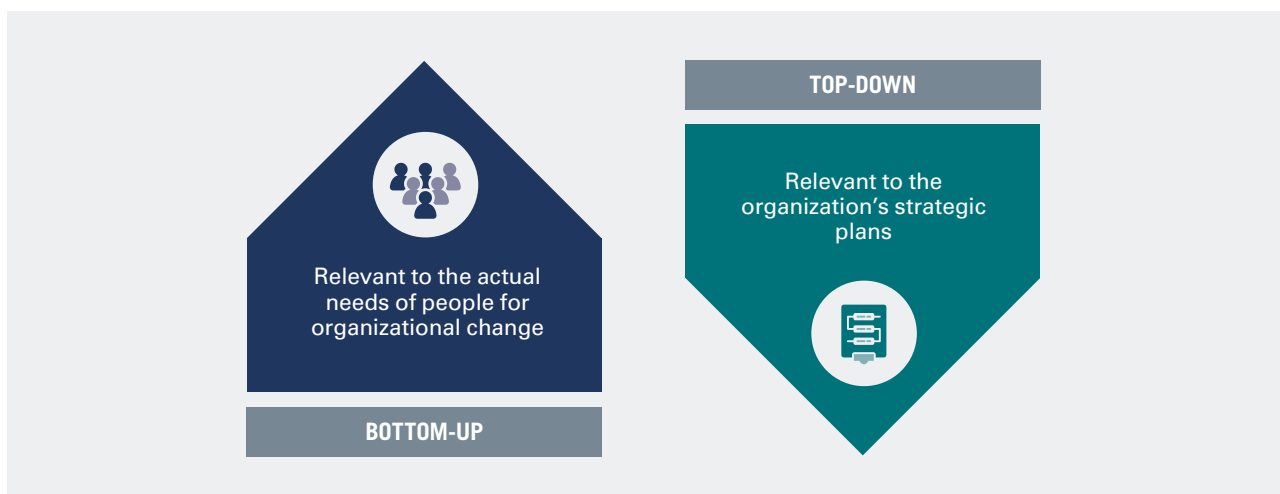 Relevant to the actual
needs of people for
organizational change
BOTTOM-UP
TOP-DOWN
Relevant to the
organization’s strategic
plans